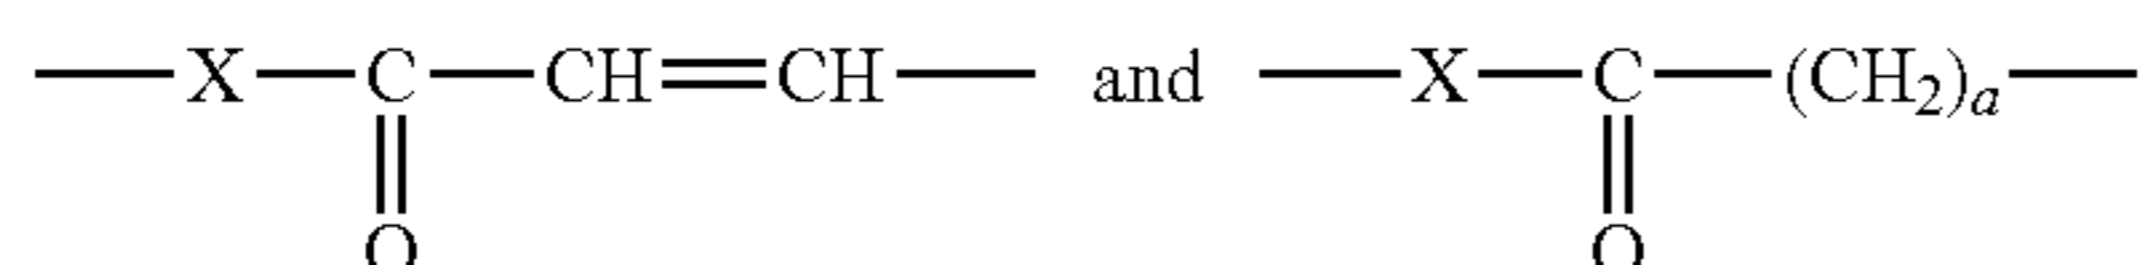 —X—C—CH=CH— and —X—C—(CH₂)ₐ—
O O